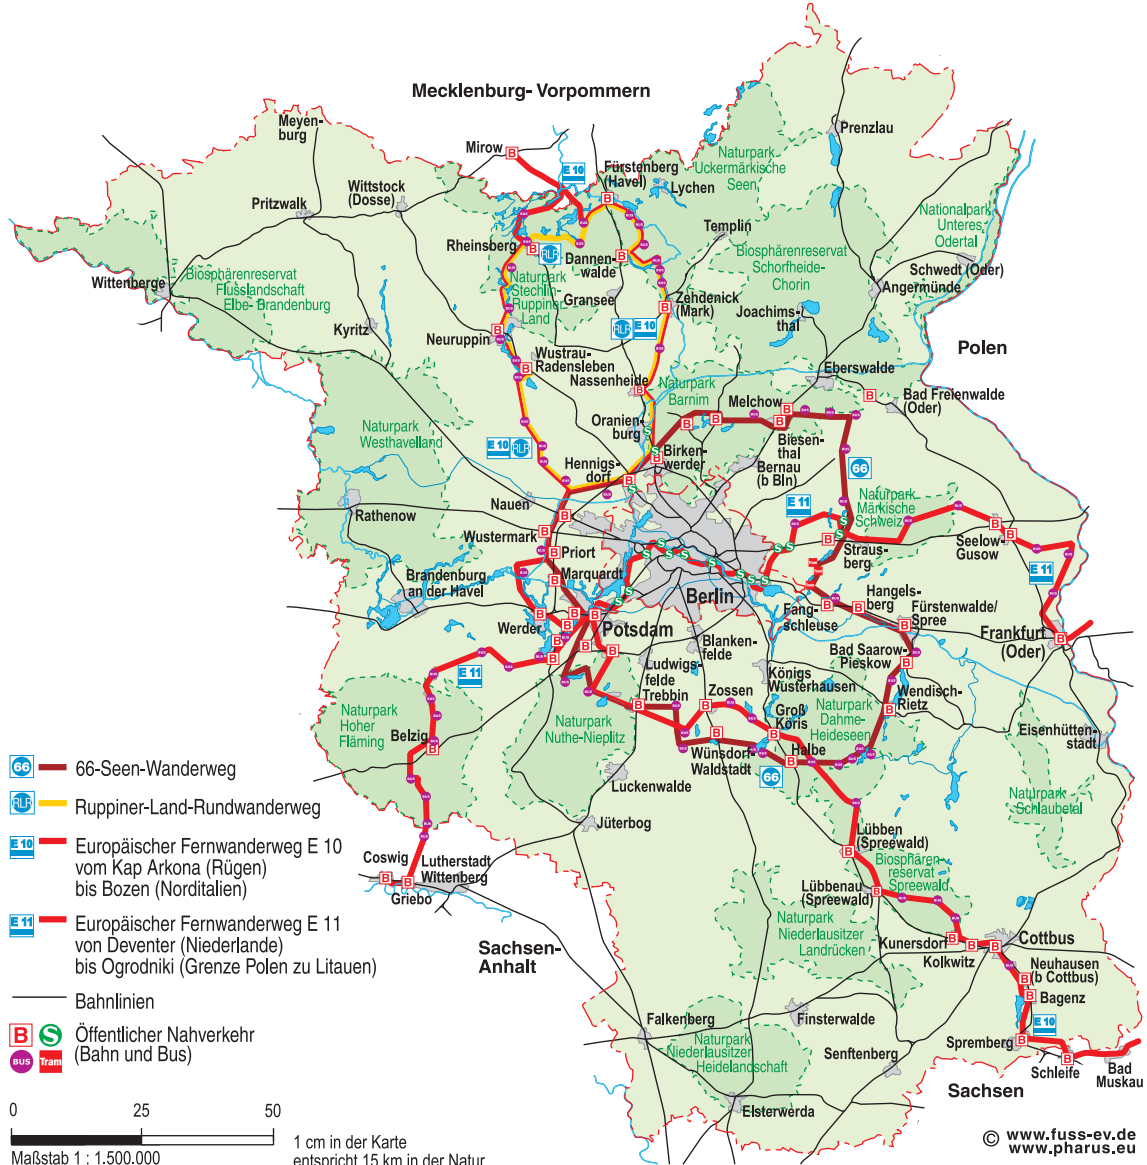 Mecklenburg- Vorpommern
Meyen-
burg
Prenzlau
Mirow
E 10
Fürstenberg
(Havel)
Lychen
Naturpark
Uckermärkische
Seen
Wittstock
(Dosse)
Pritzwalk
Templin
Nationalpark
Unteres
Odertal
Rheinsberg
RLR
Dannen-
walde
Biosphärenreservat
Schorfheide-
Chorin
Schwedt (Oder)
Angermünde
Wittenberge
Biosphärenreservat
Flusslandschaft
Elbe- Brandenburg
Naturpark
Stechlin-
Ruppiner-
Land
Gransee
Zehdenick
(Mark)
Joachims-
thal
Kyritz
Neuruppin
RLR
E 10
Polen
Wustrau-
Radensleben
Nassenheide
Eberswalde
Naturpark
Barnim
Melchow
Bad Freienwalde
(Oder)
Naturpark
Westhavelland
Oranien-
burg
Biesen-
thal
E 10
RLR
Birken-
werder
Bernau
(b Bln)
66
Hennigs-
dorf
Nauen
E 11
Naturpark
Märkische
Schweiz
Rathenow
Wustermark
Priort
Straus-
berg
Seelow-
Gusow
Marquardt
E 11
Brandenburg
an der Havel
Berlin
Hangels-
berg
Fang-
schleuse
Fürstenwalde/
Spree
Werder
Potsdam
Blanken-
felde
Frankfurt
(Oder)
Bad Saarow-
Pieskow
E 11
Ludwigs-
felde
Königs
Wusterhausen
Trebbin
Zossen
Wendisch-
Rietz
Groß
Köris
Naturpark
Dahme-
Heideseen
Naturpark
Hoher
Fläming
Belzig
Naturpark
Nuthe-Nieplitz
Eisenhütten-
stadt
Halbe
Wünsdorf-
Waldstadt
66
66
66-Seen-Wanderweg
Luckenwalde
Naturpark
Schlaubetal
RLR
Ruppiner-Land-Rundwanderweg
Jüterbog
E 10
Europäischer Fernwanderweg E 10
vom Kap Arkona (Rügen)
bis Bozen (Norditalien)
Lübben
(Spreewald)
Coswig
Lutherstadt
Wittenberg
Griebo
Biosphären-
reservat
Spreewald
Lübbenau
(Spreewald)
E 11
Europäischer Fernwanderweg E 11
von Deventer (Niederlande)
bis Ogrodniki (Grenze Polen zu Litauen)
Naturpark
Niederlausitzer
Landrücken
Sachsen-
Anhalt
Kunersdorf
Kolkwitz
Cottbus
Neuhausen
(b Cottbus)
Bagenz
Bahnlinien
B S
BUS Tram
Öffentlicher Nahverkehr
(Bahn und Bus)
Falkenberg
Finsterwalde
E 10
Naturpark
Niederlausitzer
Heidelandschaft
Senftenberg
Spremberg
Schleife
Bad
Muskau
Sachsen
Elsterwerda
0 25 50
Maßstab 1 : 1.500.000
1 cm in der Karte
entspricht 15 km in der Natur
© www.fuss-ev.de
www.pharus.eu